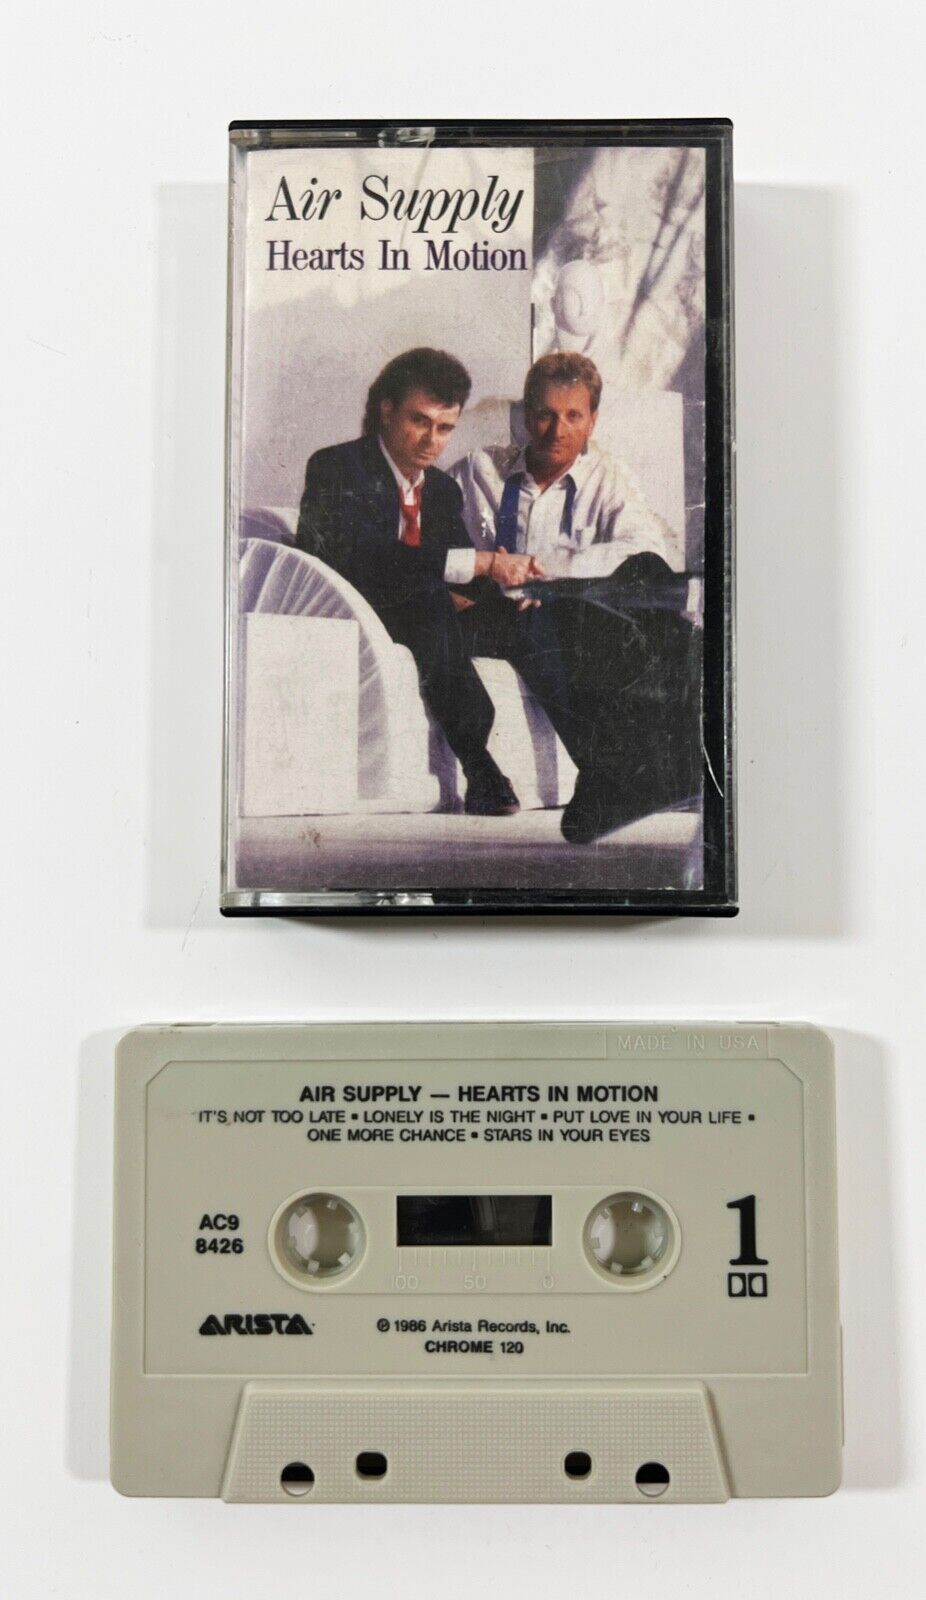 Air Supply
Hearts In Motion
MADE IN USA
AIR SUPPLY — HEARTS IN MOTION
IT'S NOT TOO LATE ▪ LONELY IS THE NIGHT ▪ PUT LOVE IN YOUR LIFE ▪
ONE MORE CHANCE ▪ STARS IN YOUR EYES
AC9
8426
1
00 50 0
ARISTA
℗ 1986 Arista Records, Inc.
CHROME 120